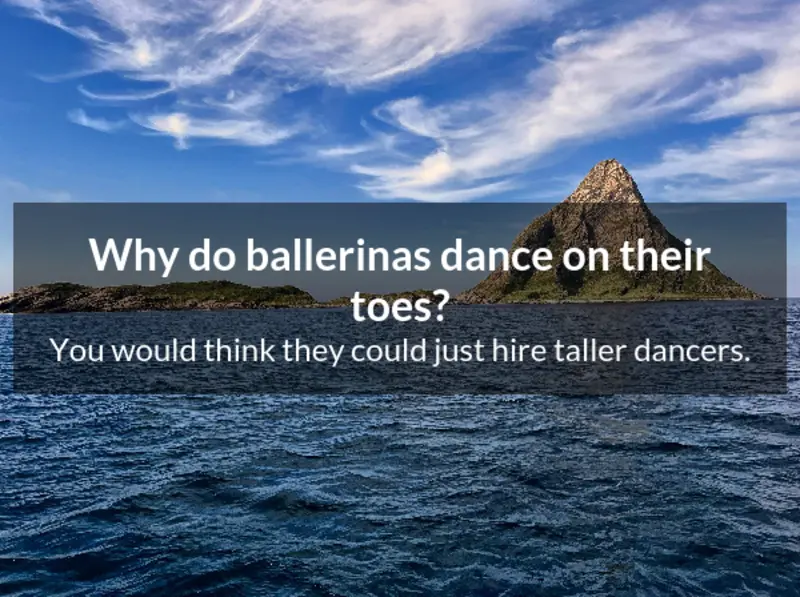 Why do ballerinas dance on their
toes?
You would think they could just hire taller dancers.